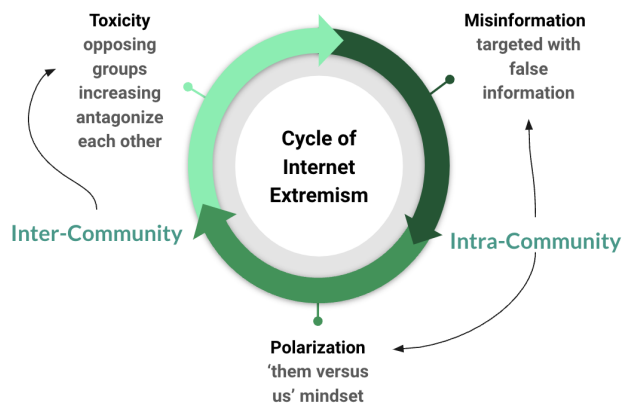 Toxicity
opposing
groups
increasing
antagonize
each other
Misinformation
targeted with
false
information
Cycle of
Internet
Extremism
Inter-Community
Intra-Community
Polarization
‘them versus
us’ mindset